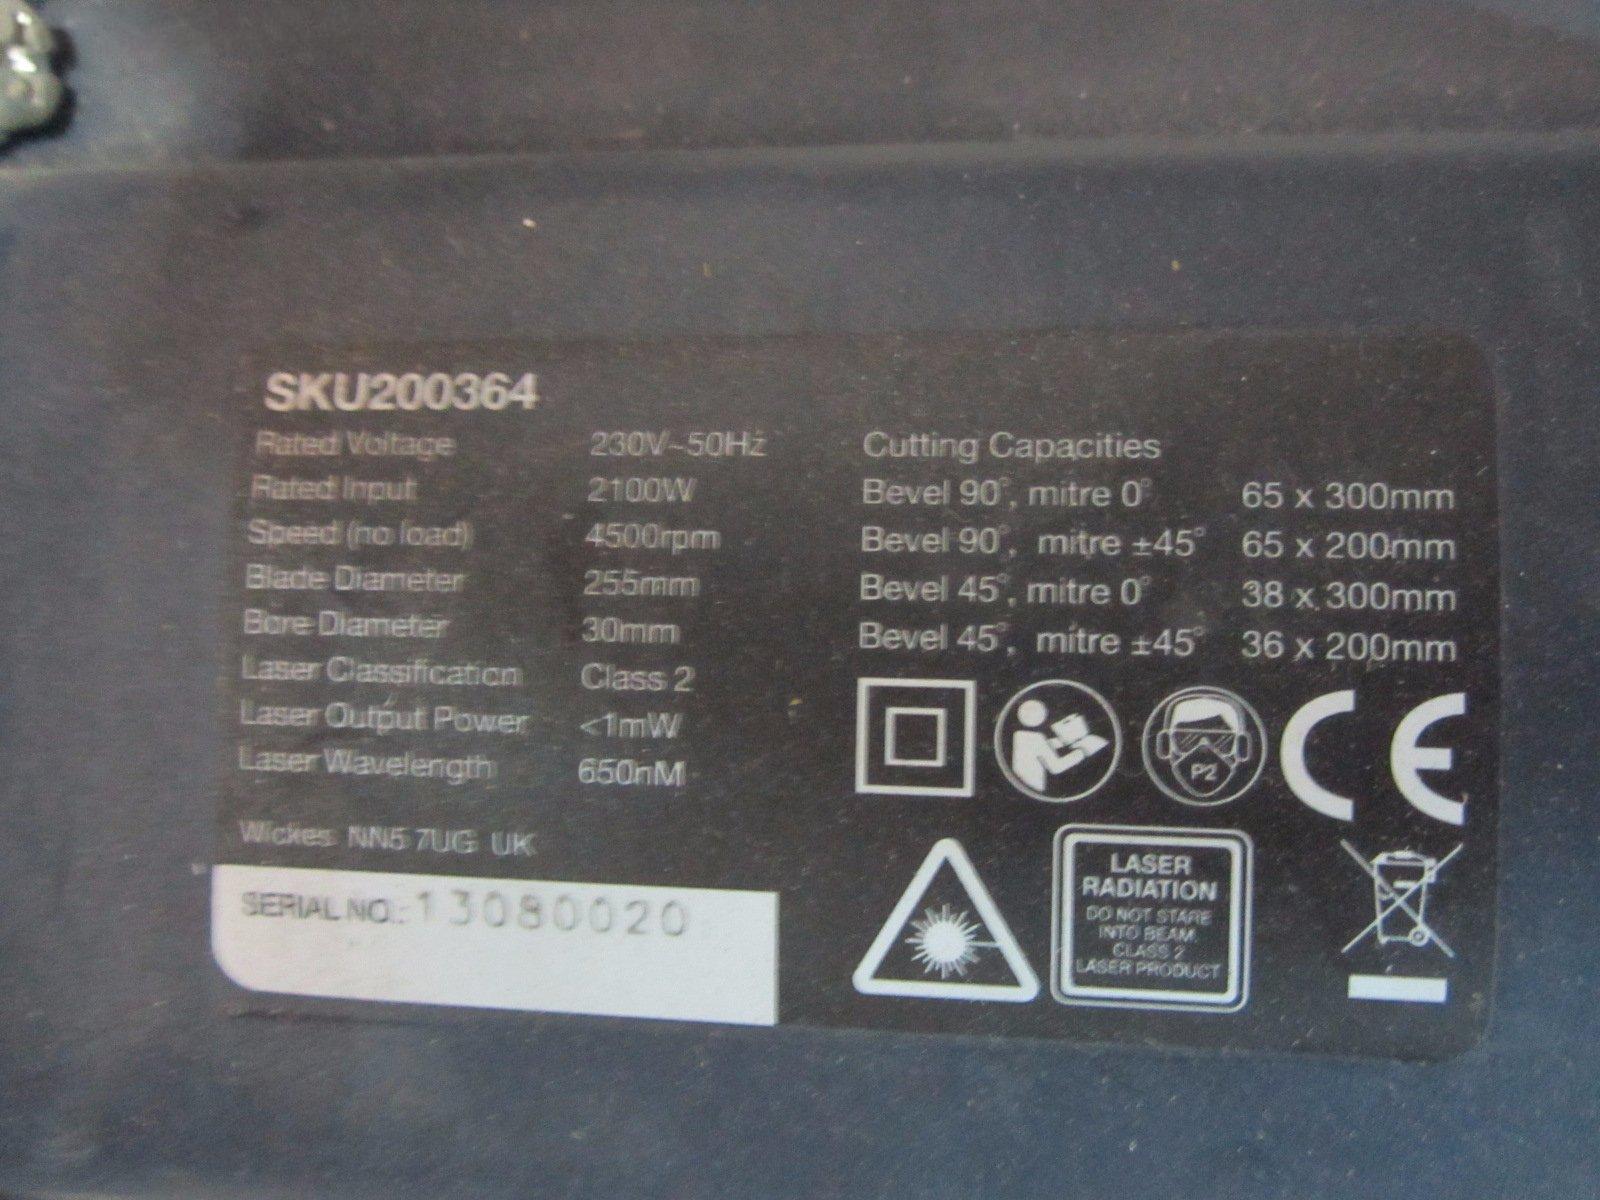 SKU200364
Rated Voltage 230V~50Hz
Rated Input 2100W
Speed (no load) 4500rpm
Blade Diameter 255mm
Bore Diameter 30mm
Laser Classification Class 2
Laser Output Power <1mW
Laser Wavelength 650nM
Wickes NN5 7UG UK
SERIAL NO.: 13080020
Cutting Capacities
Bevel 90°, mitre 0° 65 x 300mm
Bevel 90°, mitre ±45° 65 x 200mm
Bevel 45°, mitre 0° 38 x 300mm
Bevel 45°, mitre ±45° 36 x 200mm
P2
CE
LASER
RADIATION
DO NOT STARE
INTO BEAM
CLASS 2
LASER PRODUCT